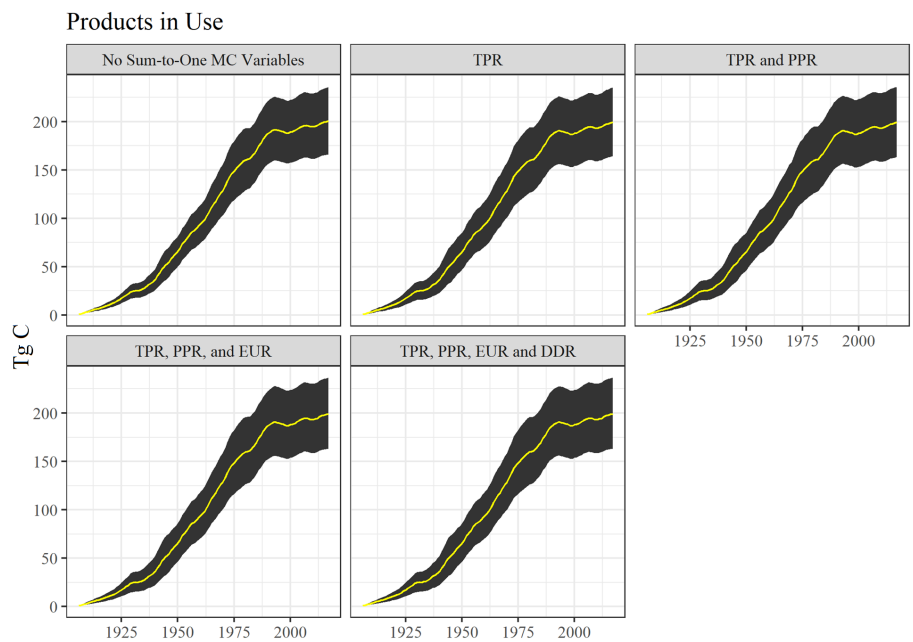 Products in Use
No Sum-to-One MC Variables
TPR
TPR and PPR
200
150
100
50
0
1925 1950 1975 2000
Tg C
TPR, PPR, and EUR
TPR, PPR, EUR and DDR
200
150
100
50
0
1925 1950 1975 2000
1925 1950 1975 2000